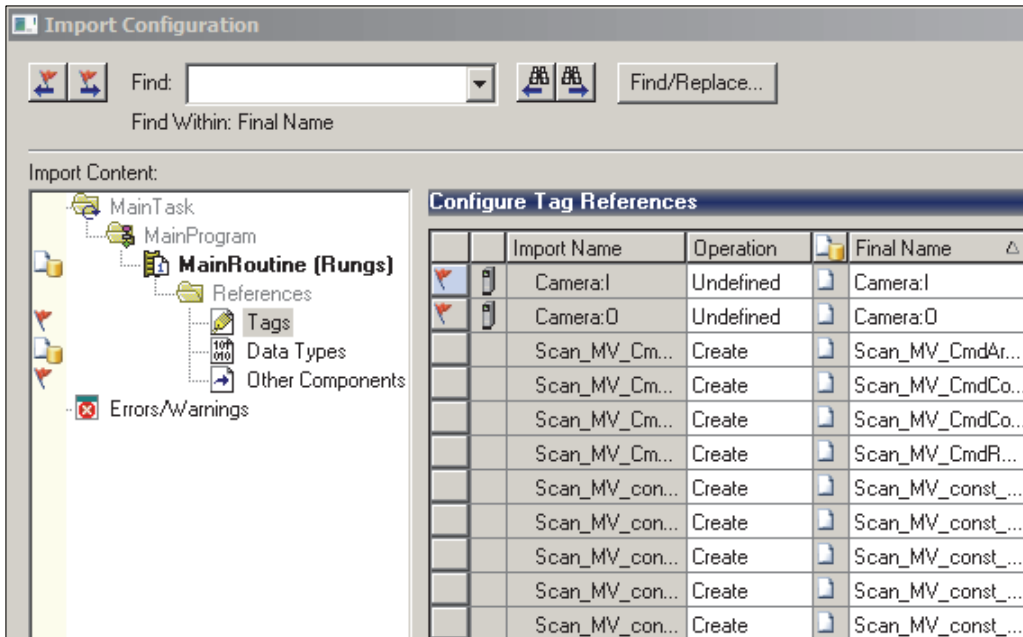 Import Configuration
Find:
Find/Replace...
Find Within: Final Name
Import Content:
MainTask
MainProgram
MainRoutine (Rungs)
References
Tags
Data Types
Other Components
Errors/Warnings
Configure Tag References
Import Name Operation Final Name
Camera:I Undefined Camera:I
Camera:O Undefined Camera:O
Scan_MV_Cm... Create Scan_MV_CmdAr...
Scan_MV_Cm... Create Scan_MV_CmdCo...
Scan_MV_Cm... Create Scan_MV_CmdCo...
Scan_MV_Cm... Create Scan_MV_CmdR...
Scan_MV_con... Create Scan_MV_const_...
Scan_MV_con... Create Scan_MV_const_...
Scan_MV_con... Create Scan_MV_const_...
Scan_MV_con... Create Scan_MV_const_...
Scan_MV_con... Create Scan_MV_const_...